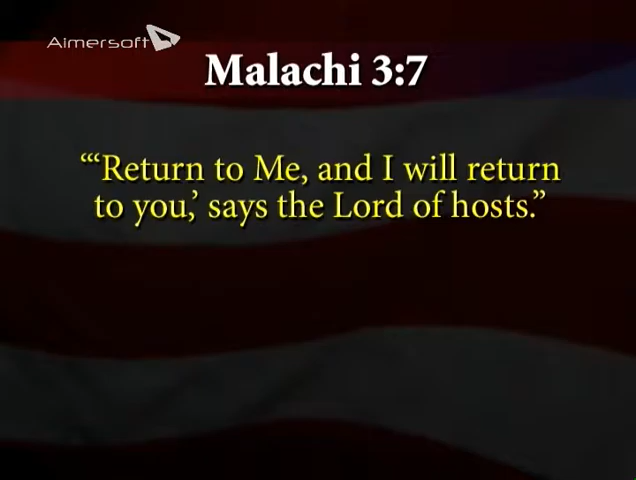 Aimersoft
Malachi 3:7
“‘Return to Me, and I will return
to you,’ says the Lord of hosts.”